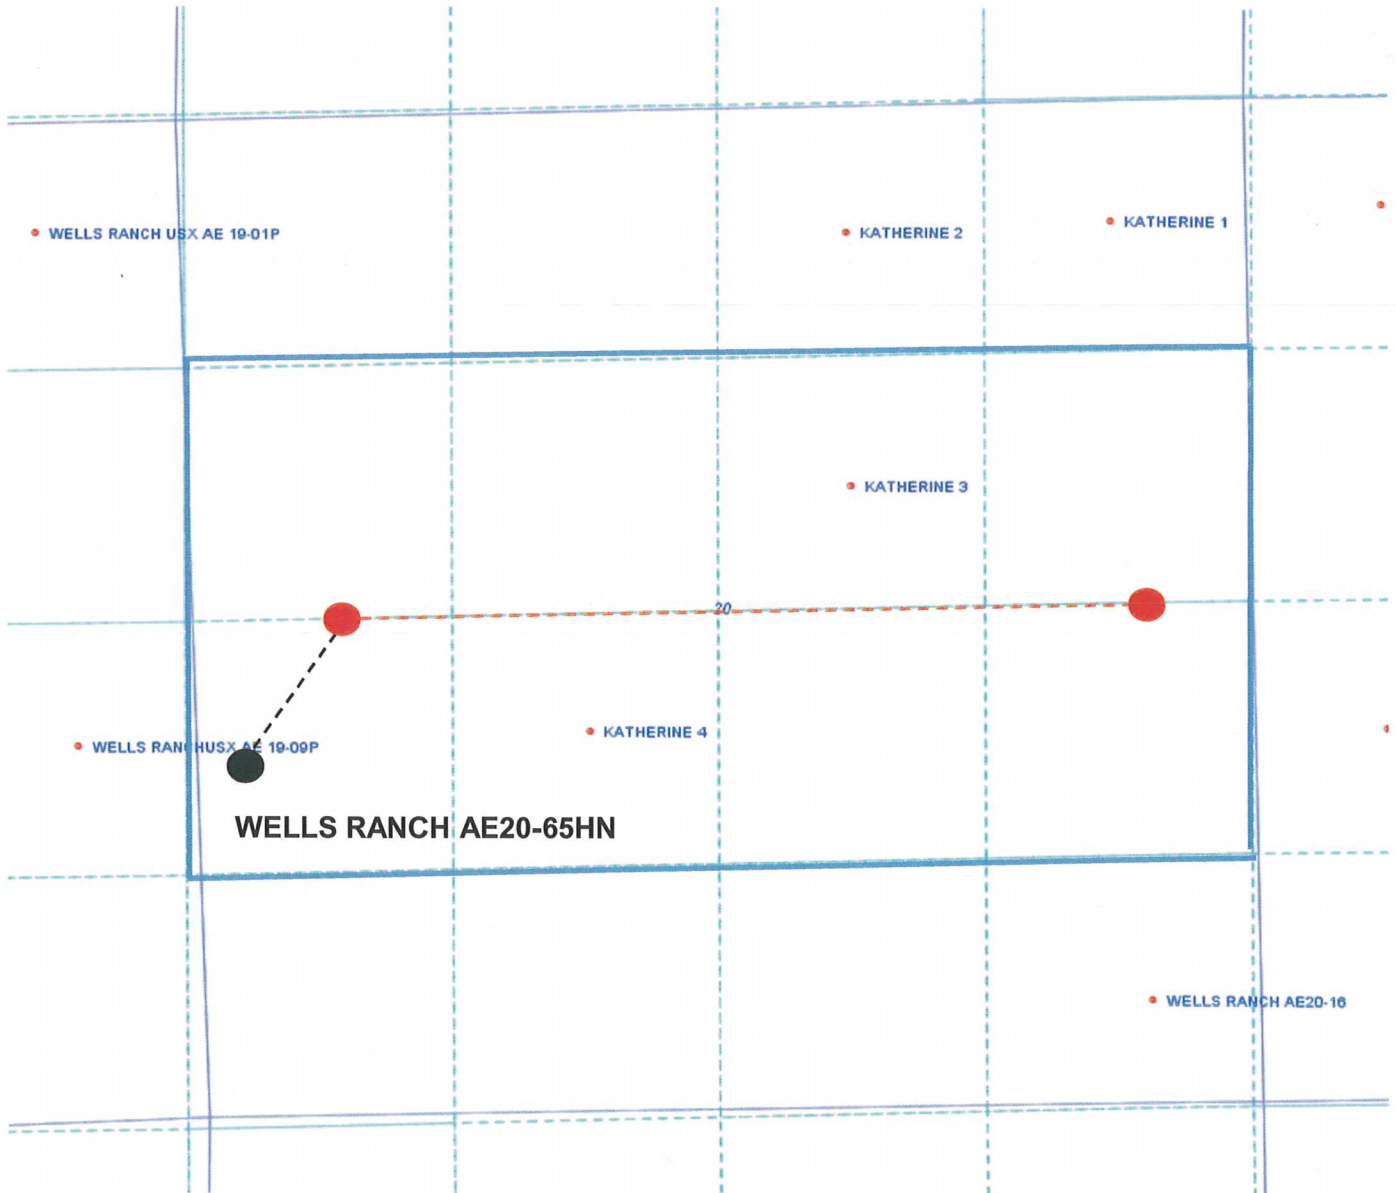 WELLS RANCH USX AE 19-01P
KATHERINE 2
KATHERINE 1
KATHERINE 3
20
KATHERINE 4
WELLS RANCHUSX AE 19-09P
WELLS RANCH AE20-65HN
WELLS RANCH AE20-16